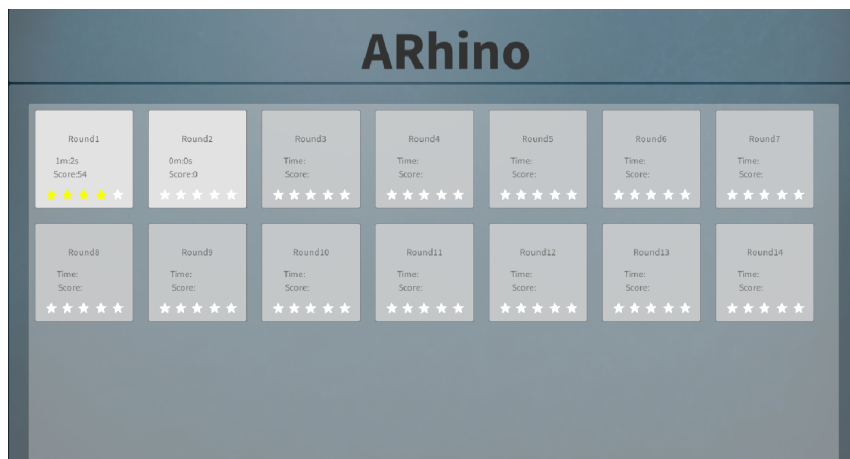 ARhino
Round1
1m:2s
Score:54
Round2
0m:0s
Score:0
Round3
Time:
Score:
Round4
Time:
Score:
Round5
Time:
Score:
Round6
Time:
Score:
Round7
Time:
Score:
Round8
Time:
Score:
Round9
Time:
Score:
Round10
Time:
Score:
Round11
Time:
Score:
Round12
Time:
Score:
Round13
Time:
Score:
Round14
Time:
Score: